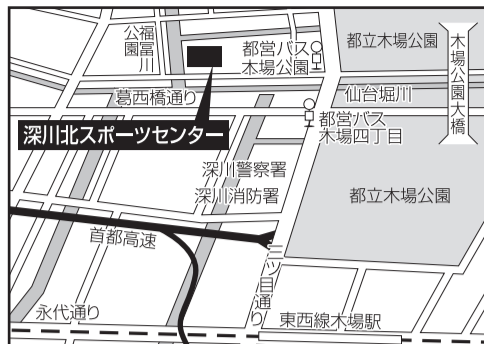 福富川
公園
都営バス
木場公園
都立木場公園
木場公園大橋
葛西橋通り
仙台堀川
都営バス
木場四丁目
深川北スポーツセンター
深川警察署
深川消防署
都立木場公園
首都高速
三ツ目通り
永代通り
東西線木場駅